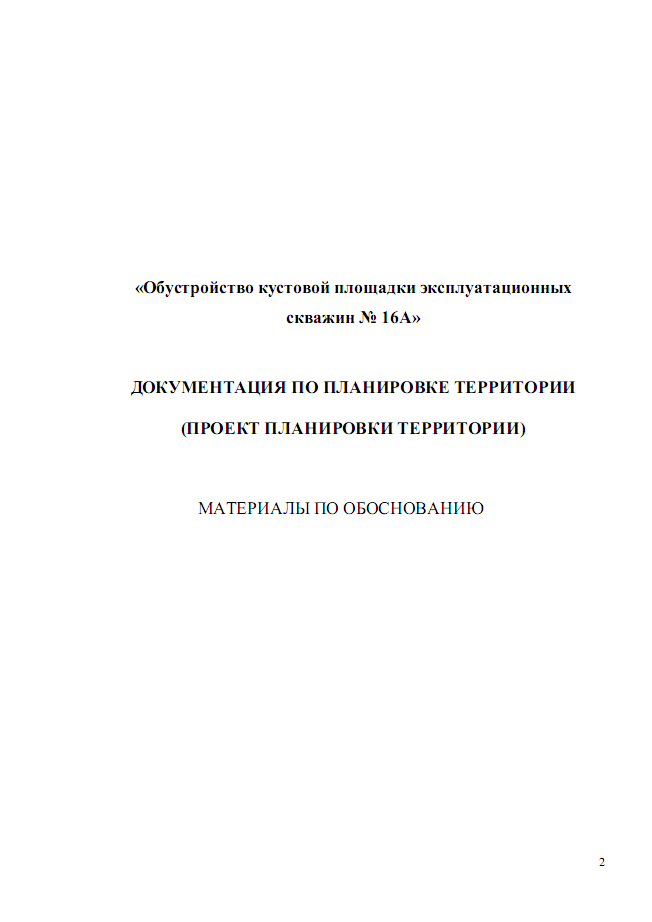 «Обустройство кустовой площадки эксплуатационных
скважин № 16А»
ДОКУМЕНТАЦИЯ ПО ПЛАНИРОВКЕ ТЕРРИТОРИИ
(ПРОЕКТ ПЛАНИРОВКИ ТЕРРИТОРИИ)
МАТЕРИАЛЫ ПО ОБОСНОВАНИЮ
2